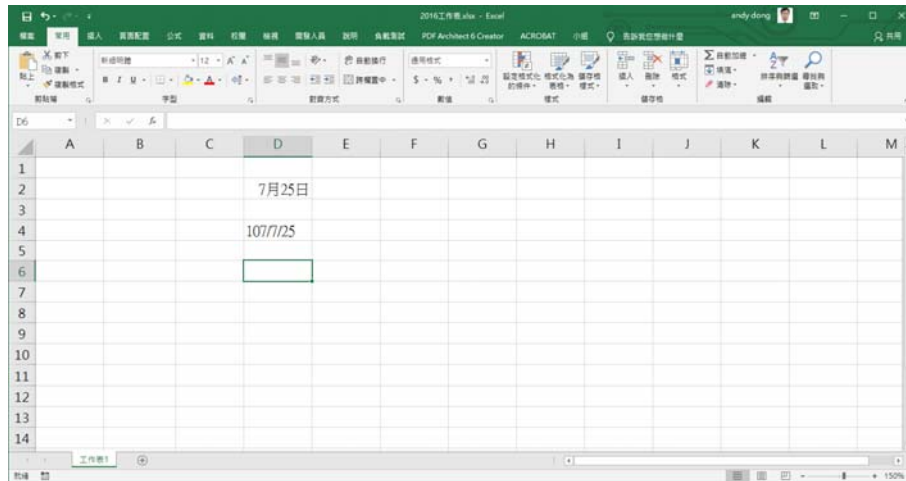 2016工作表.xlsx - Excel
andy dong
檔案 常用 插入 頁面配置 公式 資料 校閱 檢視 開發人員 說明 負載測試 PDF Architect 6 Creator ACROBAT 小組 告訴我您想做什麼 共用
貼上 剪下 複製 複製格式
剪貼簿
新細明體 12
B I U
字型
自動換行
跨欄置中
對齊方式
通用格式
$ - % ,
數值
設定格式化的條件 格式化為表格 儲存格樣式
樣式
插入 刪除 格式
儲存格
自動加總
填滿
清除
排序與篩選 尋找與選取
編輯
D6
A B C D E F G H I J K L M
1
2 7月25日
3
4 107/7/25
5
6
7
8
9
10
11
12
13
14
工作表1
就緒
150%